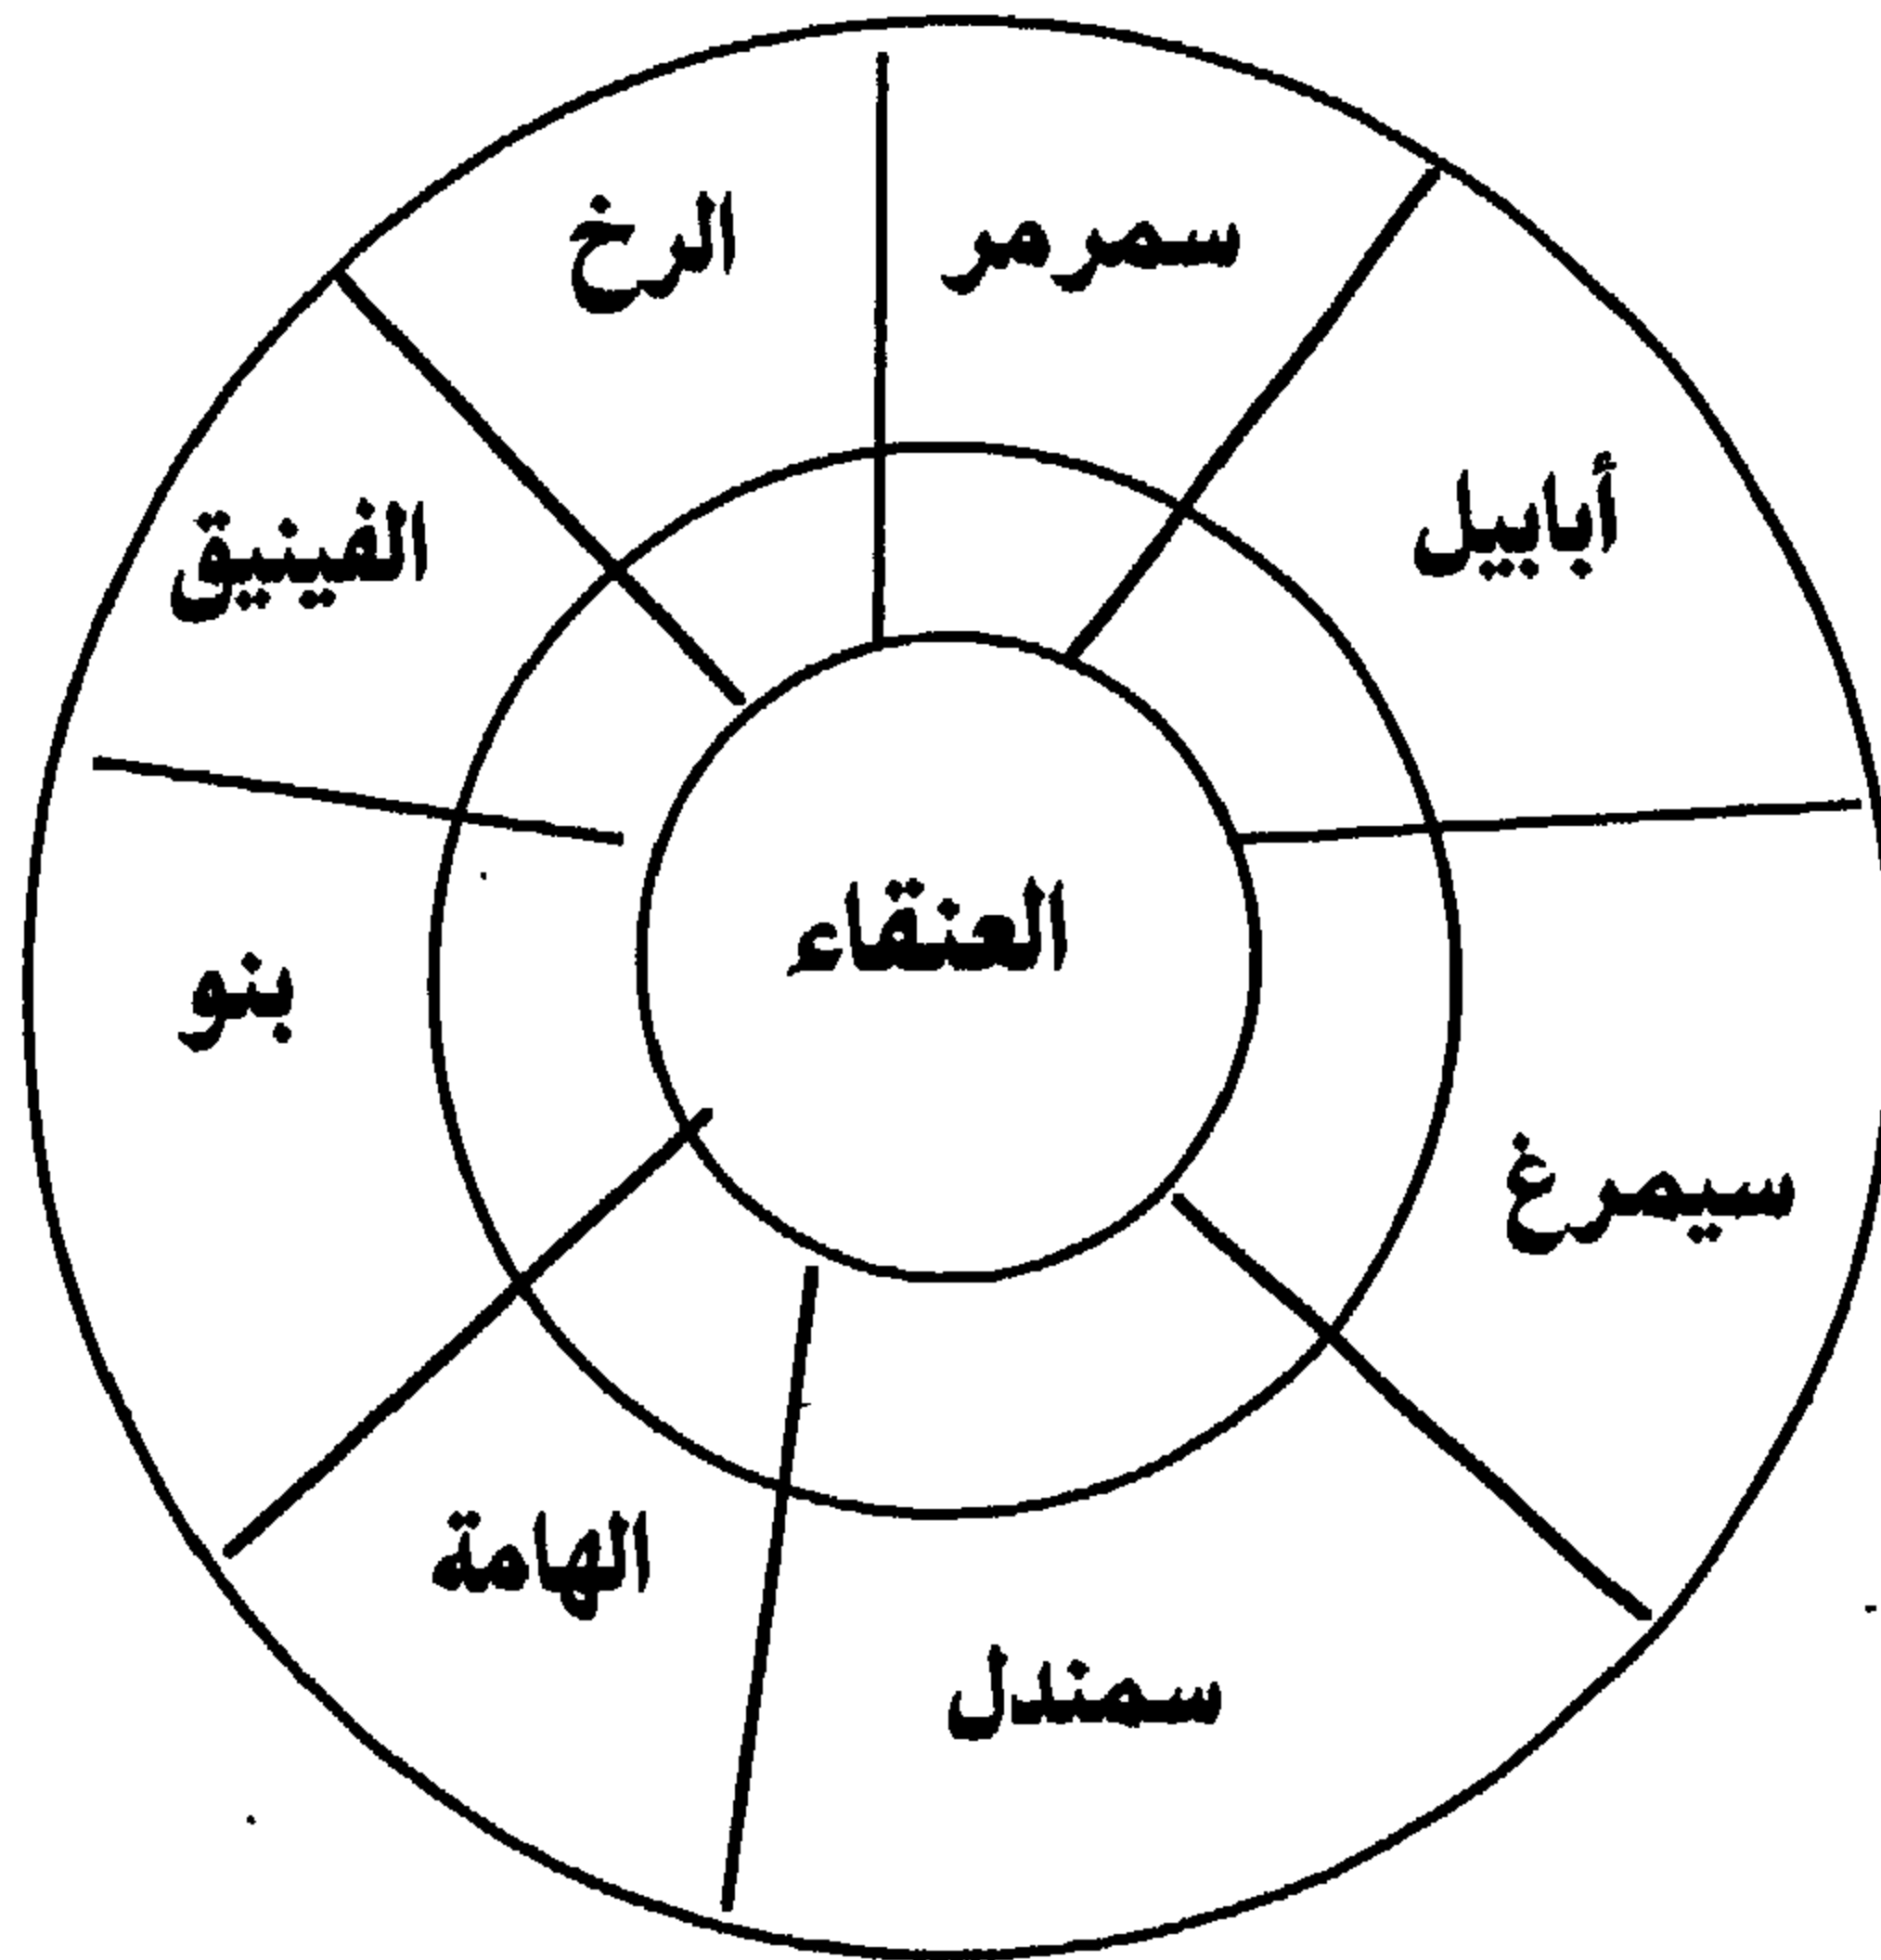 سمرمر
الرخ
أبابيل
الفينيق
العنقاء
بنو
سيمرغ
الهامة
سمندل